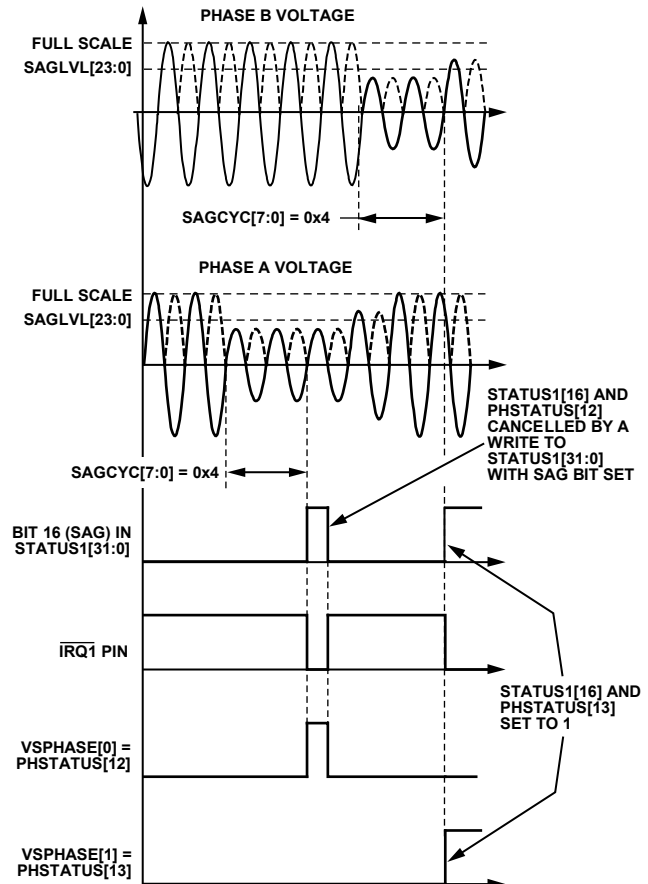 PHASE B VOLTAGE
FULL SCALE
SAGLVL[23:0]
SAGCYC[7:0] = 0x4
PHASE A VOLTAGE
FULL SCALE
SAGLVL[23:0]
STATUS1[16] AND
PHSTATUS[12]
CANCELLED BY A
WRITE TO
STATUS1[31:0]
WITH SAG BIT SET
SAGCYC[7:0] = 0x4
BIT 16 (SAG) IN
STATUS1[31:0]
IRQ1 PIN
STATUS1[16] AND
PHSTATUS[13]
SET TO 1
VSPHASE[0] =
PHSTATUS[12]
VSPHASE[1] =
PHSTATUS[13]